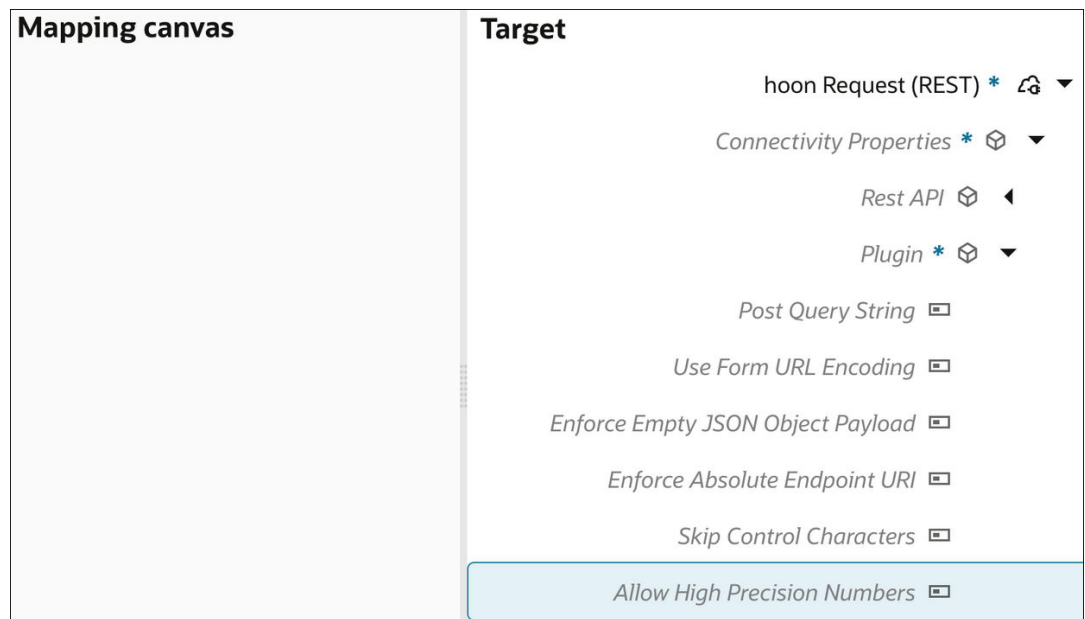 Mapping canvas
Target
hoon Request (REST) *
Connectivity Properties *
Rest API
Plugin *
Post Query String
Use Form URL Encoding
Enforce Empty JSON Object Payload
Enforce Absolute Endpoint URI
Skip Control Characters
Allow High Precision Numbers